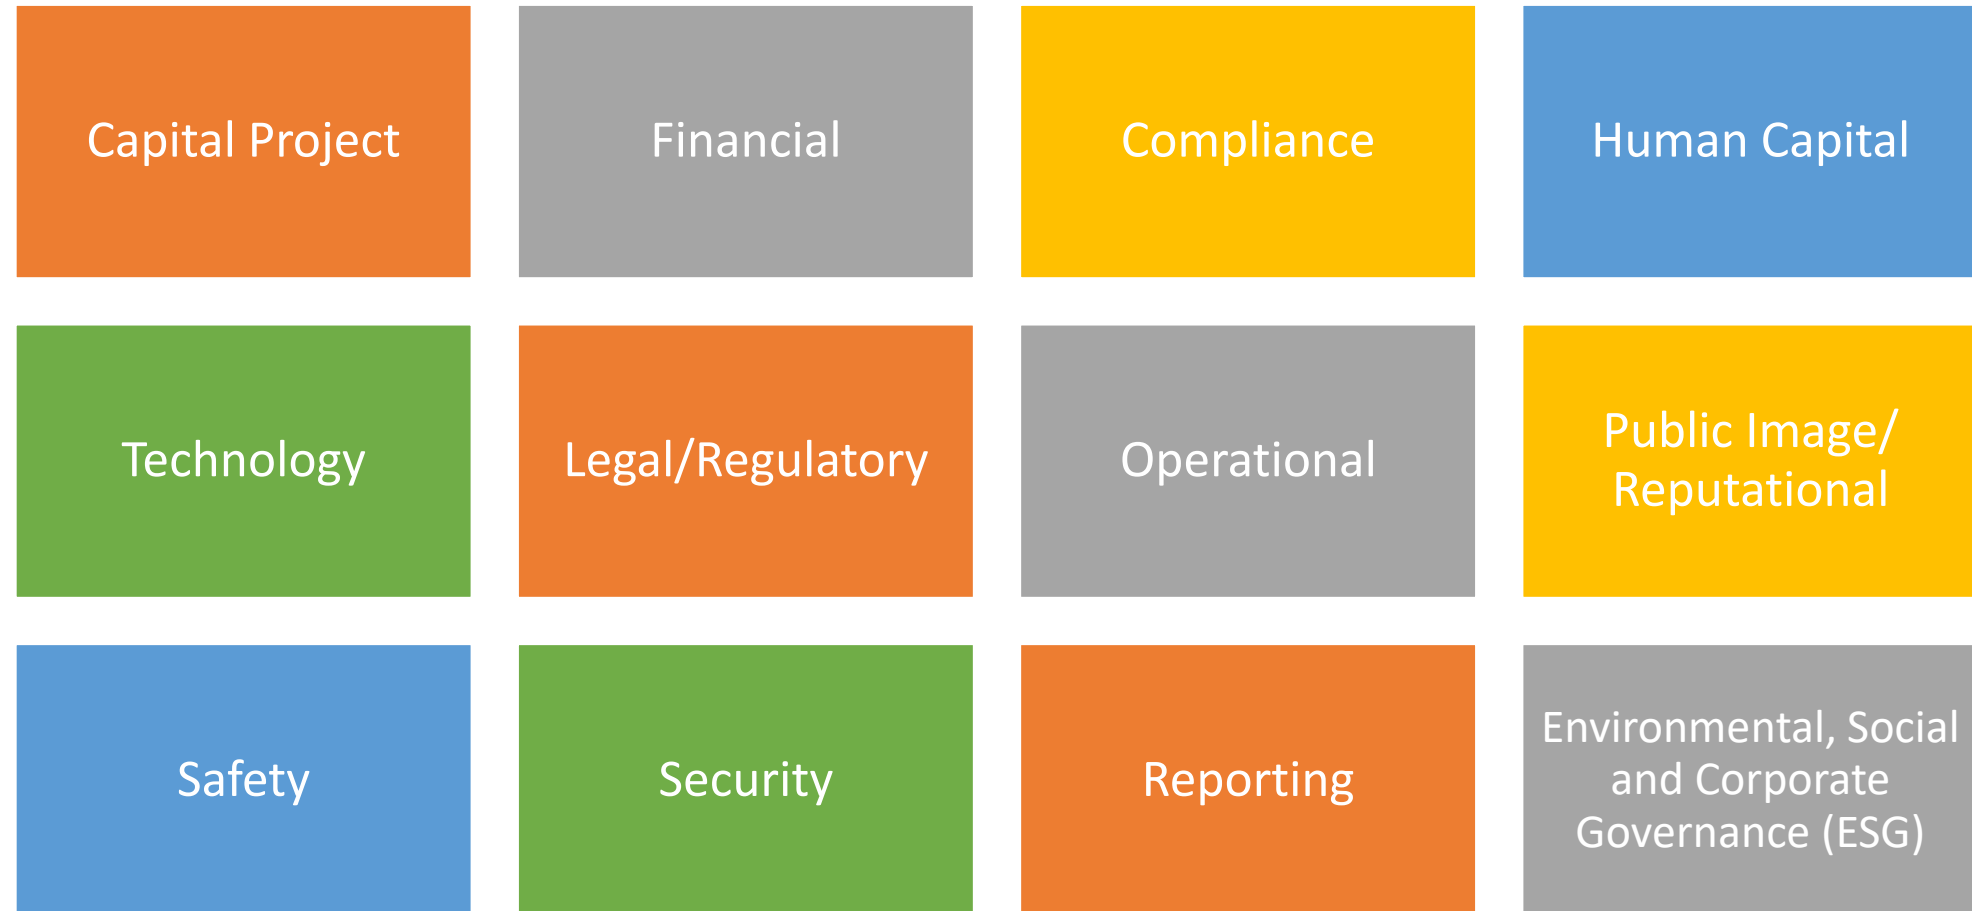 Capital Project
Financial
Compliance
Human Capital
Technology
Legal/Regulatory
Operational
Public Image/
Reputational
Safety
Security
Reporting
Environmental, Social
and Corporate
Governance (ESG)